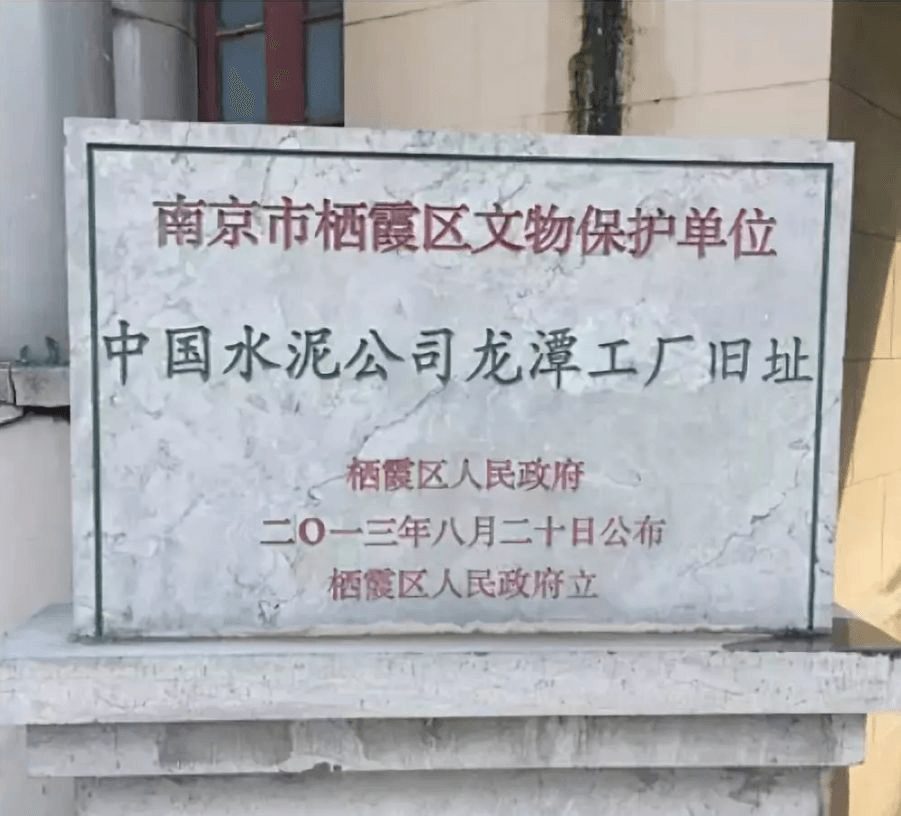 南京市栖霞区文物保护单位
中国水泥公司龙潭工厂旧址
栖霞区人民政府
二〇一三年八月二十日公布
栖霞区人民政府立